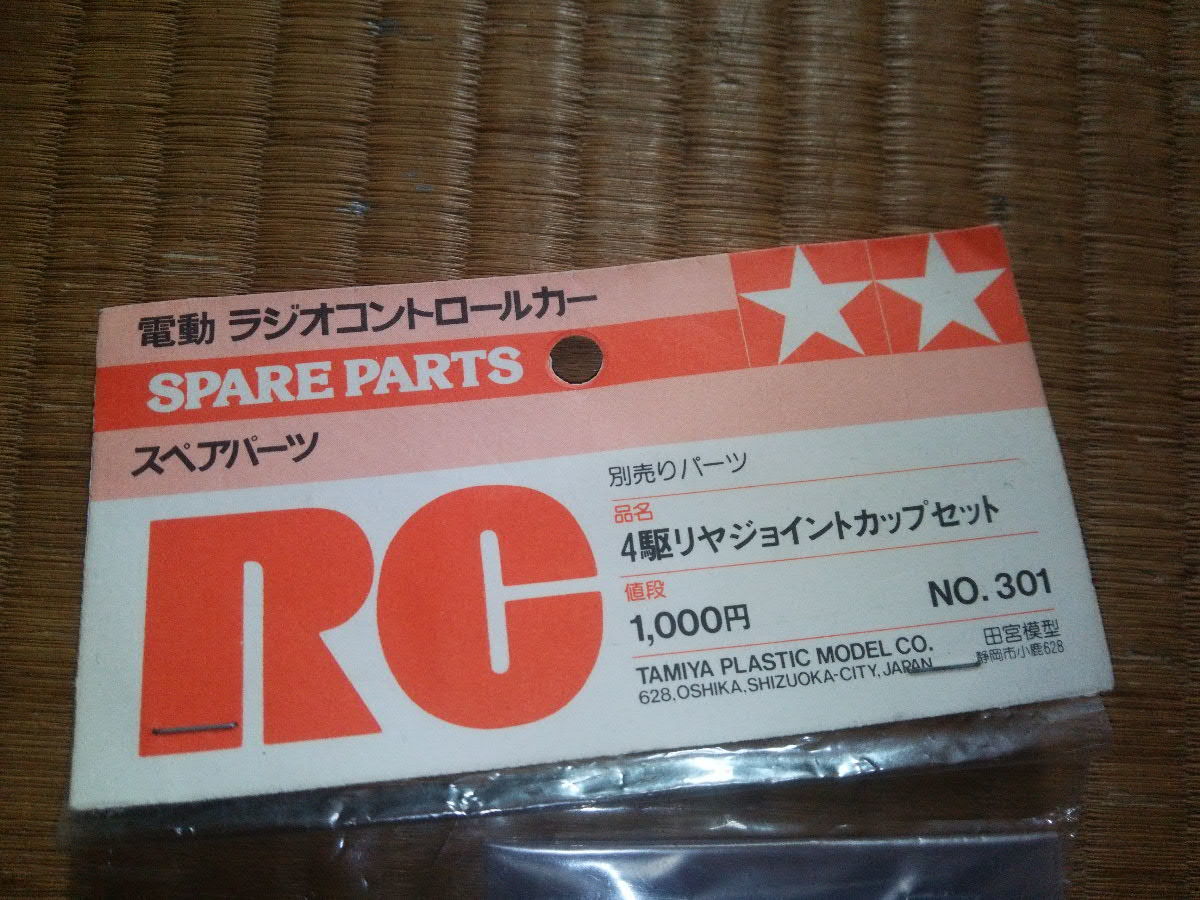 電動 ラジオコントロールカー
SPARE PARTS
スペアパーツ
RC
別売りパーツ
品名
4駆リヤジョイントカップセット
値段
1,000円 NO. 301
TAMIYA PLASTIC MODEL CO. 田宮模型
628, OSHIKA, SHIZUOKA-CITY, JAPAN 静岡市小鹿628